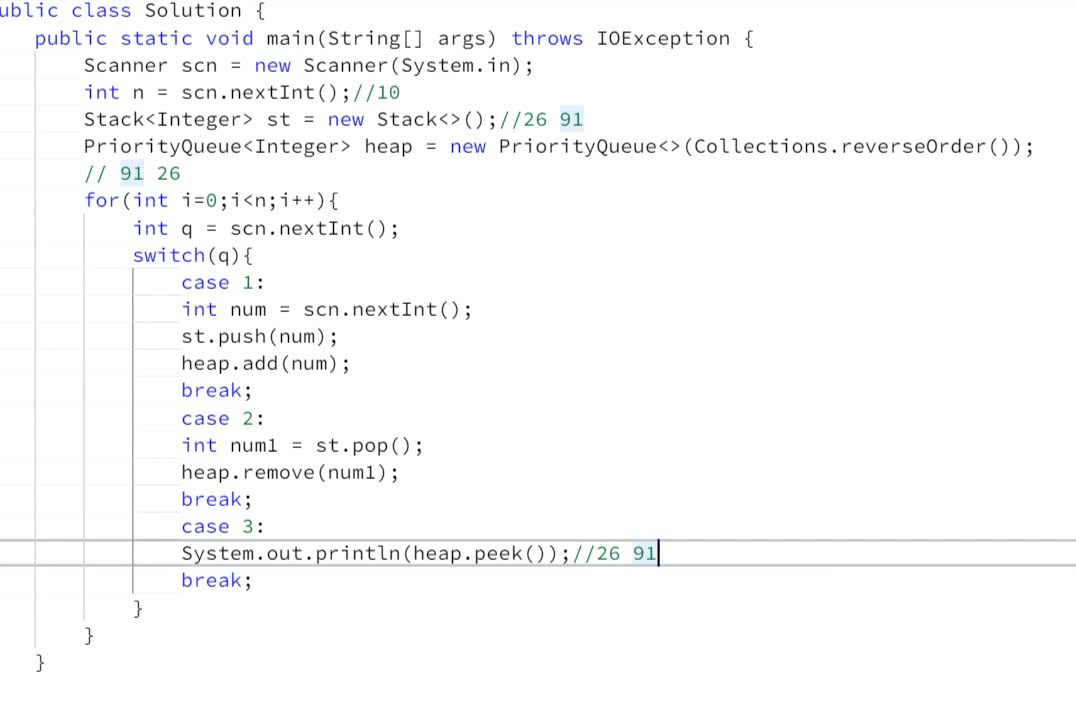 ublic class Solution {
public static void main(String[] args) throws IOException {
Scanner scn = new Scanner(System.in);
int n = scn.nextInt();//10
Stack<Integer> st = new Stack<>();//26 91
PriorityQueue<Integer> heap = new PriorityQueue<>(Collections.reverseOrder());
// 91 26
for(int i=0;i<n;i++){
int q = scn.nextInt();
switch(q){
case 1:
int num = scn.nextInt();
st.push(num);
heap.add(num);
break;
case 2:
int num1 = st.pop();
heap.remove(num1);
break;
case 3:
System.out.println(heap.peek());//26 91
break;
}
}
}